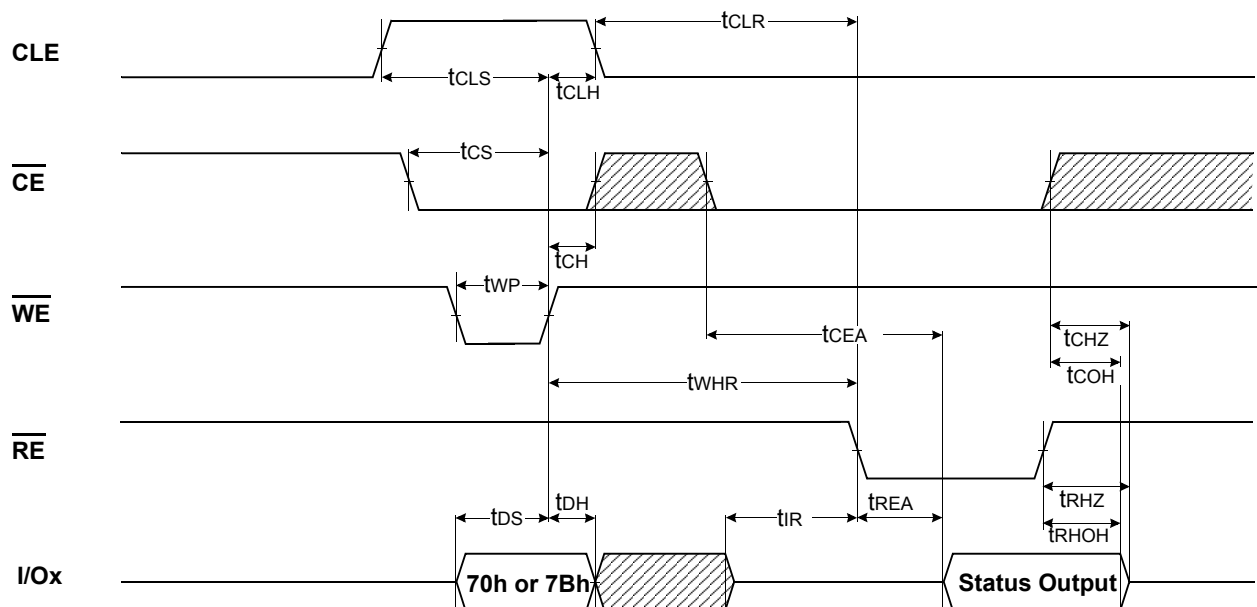 CLE
tCLR
tCLS
tCLH
CE
tCS
tCH
WE
tWP
tCEA
tCHZ
tCOH
tWHR
RE
tDH
tDS
tIR
tREA
tRHZ
tRHOH
I/Ox
70h or 7Bh
Status Output